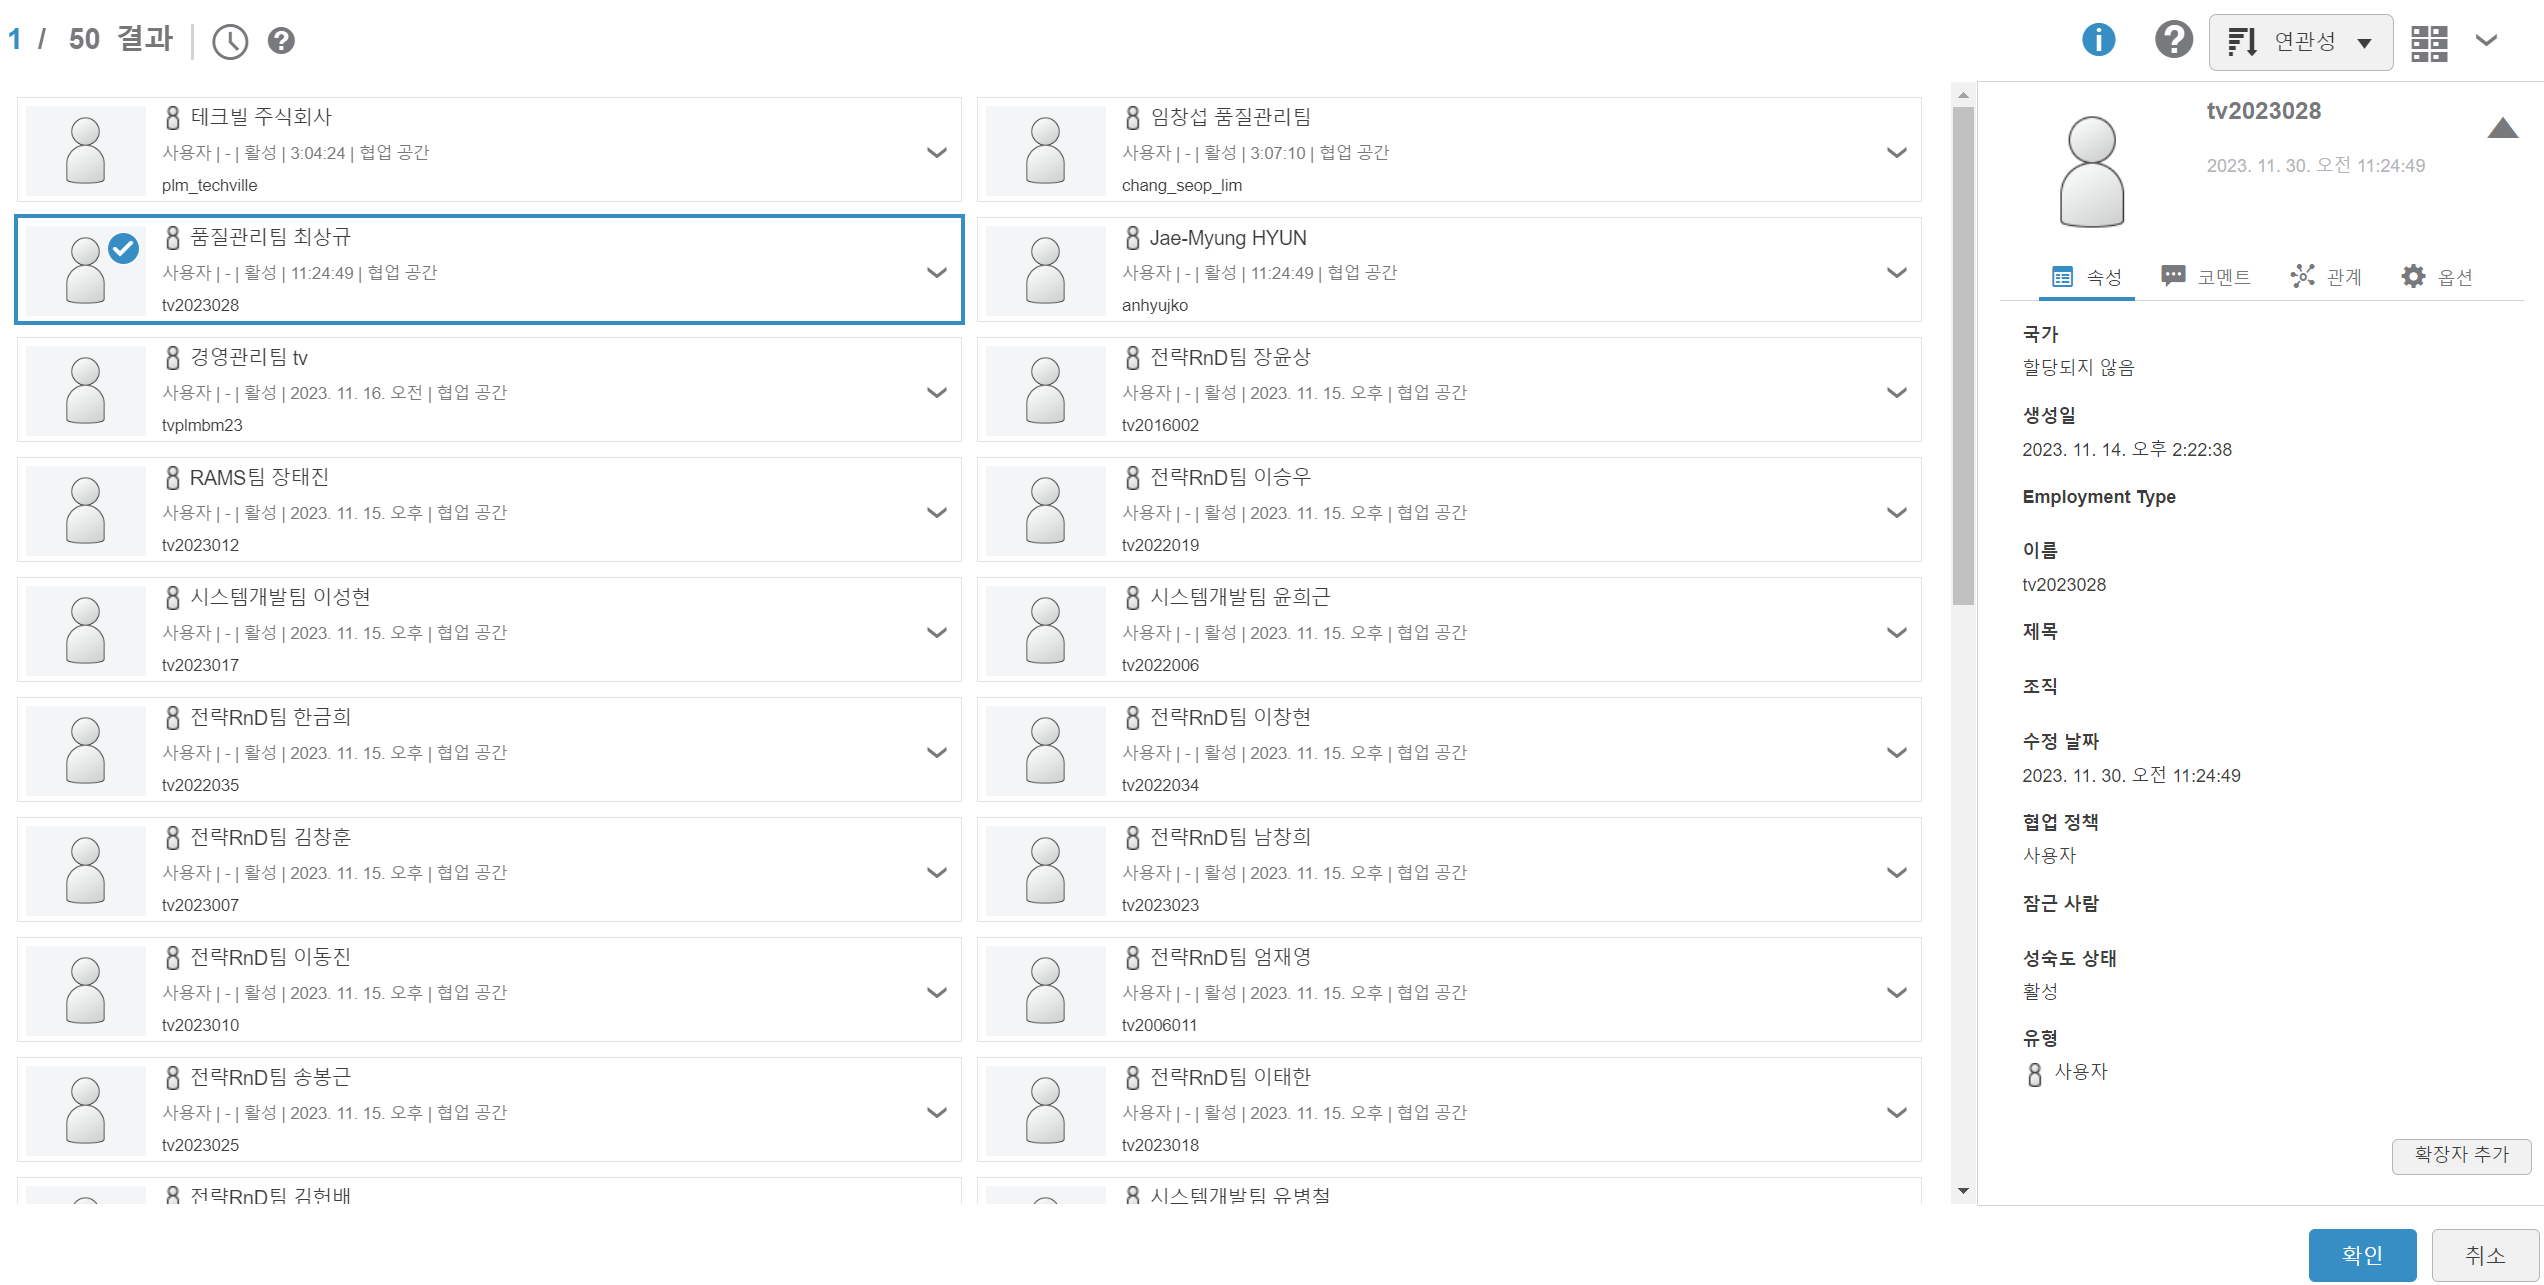 1 / 50 결과
연관성
테크빌 주식회사
사용자 | - | 활성 | 3:04:24 | 협업 공간
plm_techville
임창섭 품질관리팀
사용자 | - | 활성 | 3:07:10 | 협업 공간
chang_seop_lim
품질관리팀 최상규
사용자 | - | 활성 | 11:24:49 | 협업 공간
tv2023028
Jae-Myung HYUN
사용자 | - | 활성 | 11:24:49 | 협업 공간
anhyujko
경영관리팀 tv
사용자 | - | 활성 | 2023. 11. 16. 오전 | 협업 공간
tvplmbm23
전략RnD팀 장윤상
사용자 | - | 활성 | 2023. 11. 15. 오후 | 협업 공간
tv2016002
RAMS팀 장태진
사용자 | - | 활성 | 2023. 11. 15. 오후 | 협업 공간
tv2023012
전략RnD팀 이승우
사용자 | - | 활성 | 2023. 11. 15. 오후 | 협업 공간
tv2022019
시스템개발팀 이성현
사용자 | - | 활성 | 2023. 11. 15. 오후 | 협업 공간
tv2023017
시스템개발팀 윤희근
사용자 | - | 활성 | 2023. 11. 15. 오후 | 협업 공간
tv2022006
전략RnD팀 한금희
사용자 | - | 활성 | 2023. 11. 15. 오후 | 협업 공간
tv2022035
전략RnD팀 이창현
사용자 | - | 활성 | 2023. 11. 15. 오후 | 협업 공간
tv2022034
전략RnD팀 김창훈
사용자 | - | 활성 | 2023. 11. 15. 오후 | 협업 공간
tv2023007
전략RnD팀 남창희
사용자 | - | 활성 | 2023. 11. 15. 오후 | 협업 공간
tv2023023
전략RnD팀 이동진
사용자 | - | 활성 | 2023. 11. 15. 오후 | 협업 공간
tv2023010
전략RnD팀 엄재영
사용자 | - | 활성 | 2023. 11. 15. 오후 | 협업 공간
tv2006011
전략RnD팀 송봉근
사용자 | - | 활성 | 2023. 11. 15. 오후 | 협업 공간
tv2023025
전략RnD팀 이태한
사용자 | - | 활성 | 2023. 11. 15. 오후 | 협업 공간
tv2023018
전략RnD팀 김헌배
시스템개발팀 유병철
tv2023028
2023. 11. 30. 오전 11:24:49
속성 코멘트 관계 옵션
국가
할당되지 않음
생성일
2023. 11. 14. 오후 2:22:38
Employment Type
이름
tv2023028
제목
조직
수정 날짜
2023. 11. 30. 오전 11:24:49
협업 정책
사용자
잠근 사람
성숙도 상태
활성
유형
사용자
확장자 추가
확인 취소